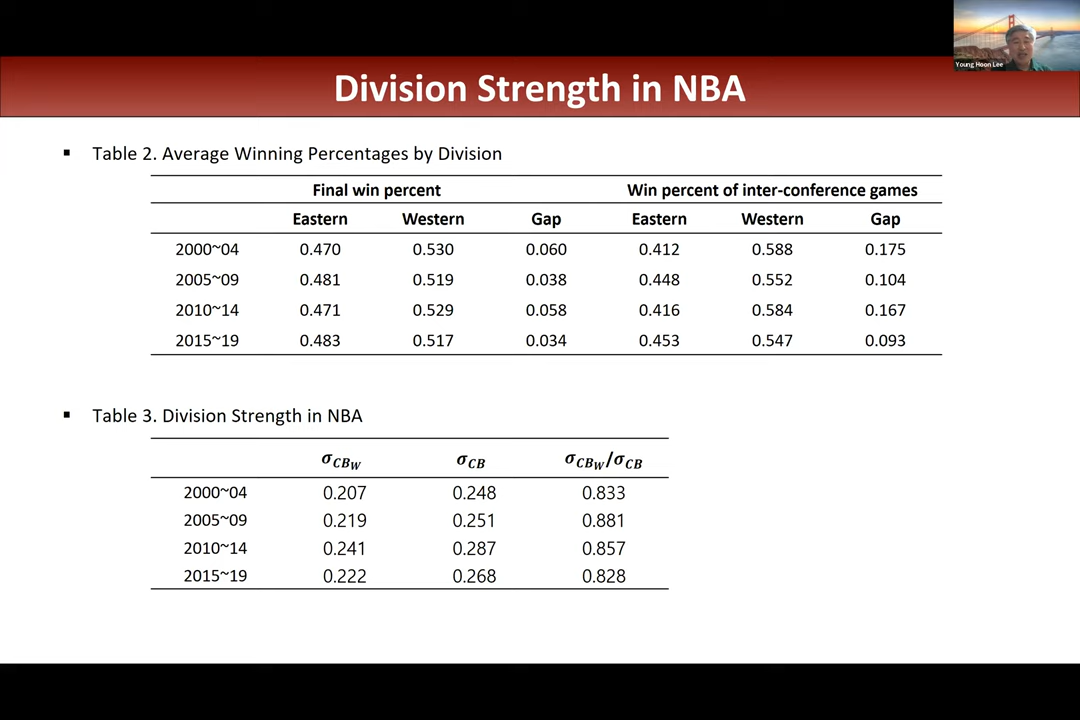 Young Hoon Lee
Division Strength in NBA
▪ Table 2. Average Winning Percentages by Division
Final win percent Win percent of inter-conference games
Eastern Western Gap Eastern Western Gap
2000~04 0.470 0.530 0.060 0.412 0.588 0.175
2005~09 0.481 0.519 0.038 0.448 0.552 0.104
2010~14 0.471 0.529 0.058 0.416 0.584 0.167
2015~19 0.483 0.517 0.034 0.453 0.547 0.093
▪ Table 3. Division Strength in NBA
σ_CB_W σ_CB σ_CB_W/σ_CB
2000~04 0.207 0.248 0.833
2005~09 0.219 0.251 0.881
2010~14 0.241 0.287 0.857
2015~19 0.222 0.268 0.828